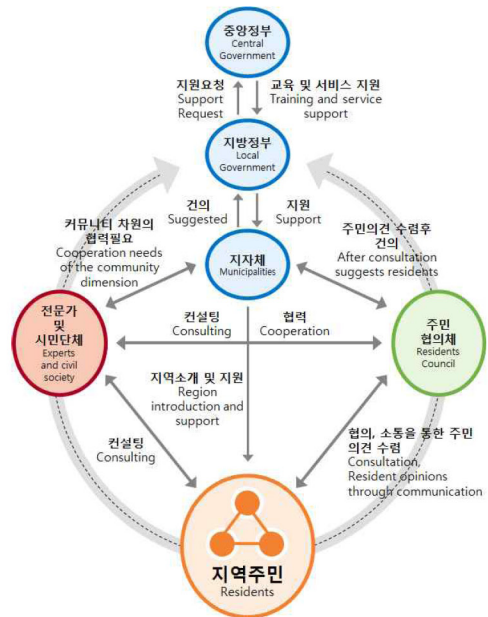 중앙정부
Central
Government
지원요청
Support
Request
교육 및 서비스 지원
Training and service
support
지방정부
Local
Government
건의
Suggested
지원
Support
커뮤니티 차원의
협력필요
Cooperation needs
of the community
dimension
주민의견 수렴후
건의
After consultation
suggests residents
지자체
Municipalities
전문가
및
시민단체
Experts
and civil
society
컨설팅
Consulting
협력
Cooperation
주민
협의체
Residents
Council
지역소개 및 지원
Region
introduction and
support
컨설팅
Consulting
협의, 소통을 통한 주민
의견 수렴
Consultation,
Resident opinions
through communication
지역주민
Residents